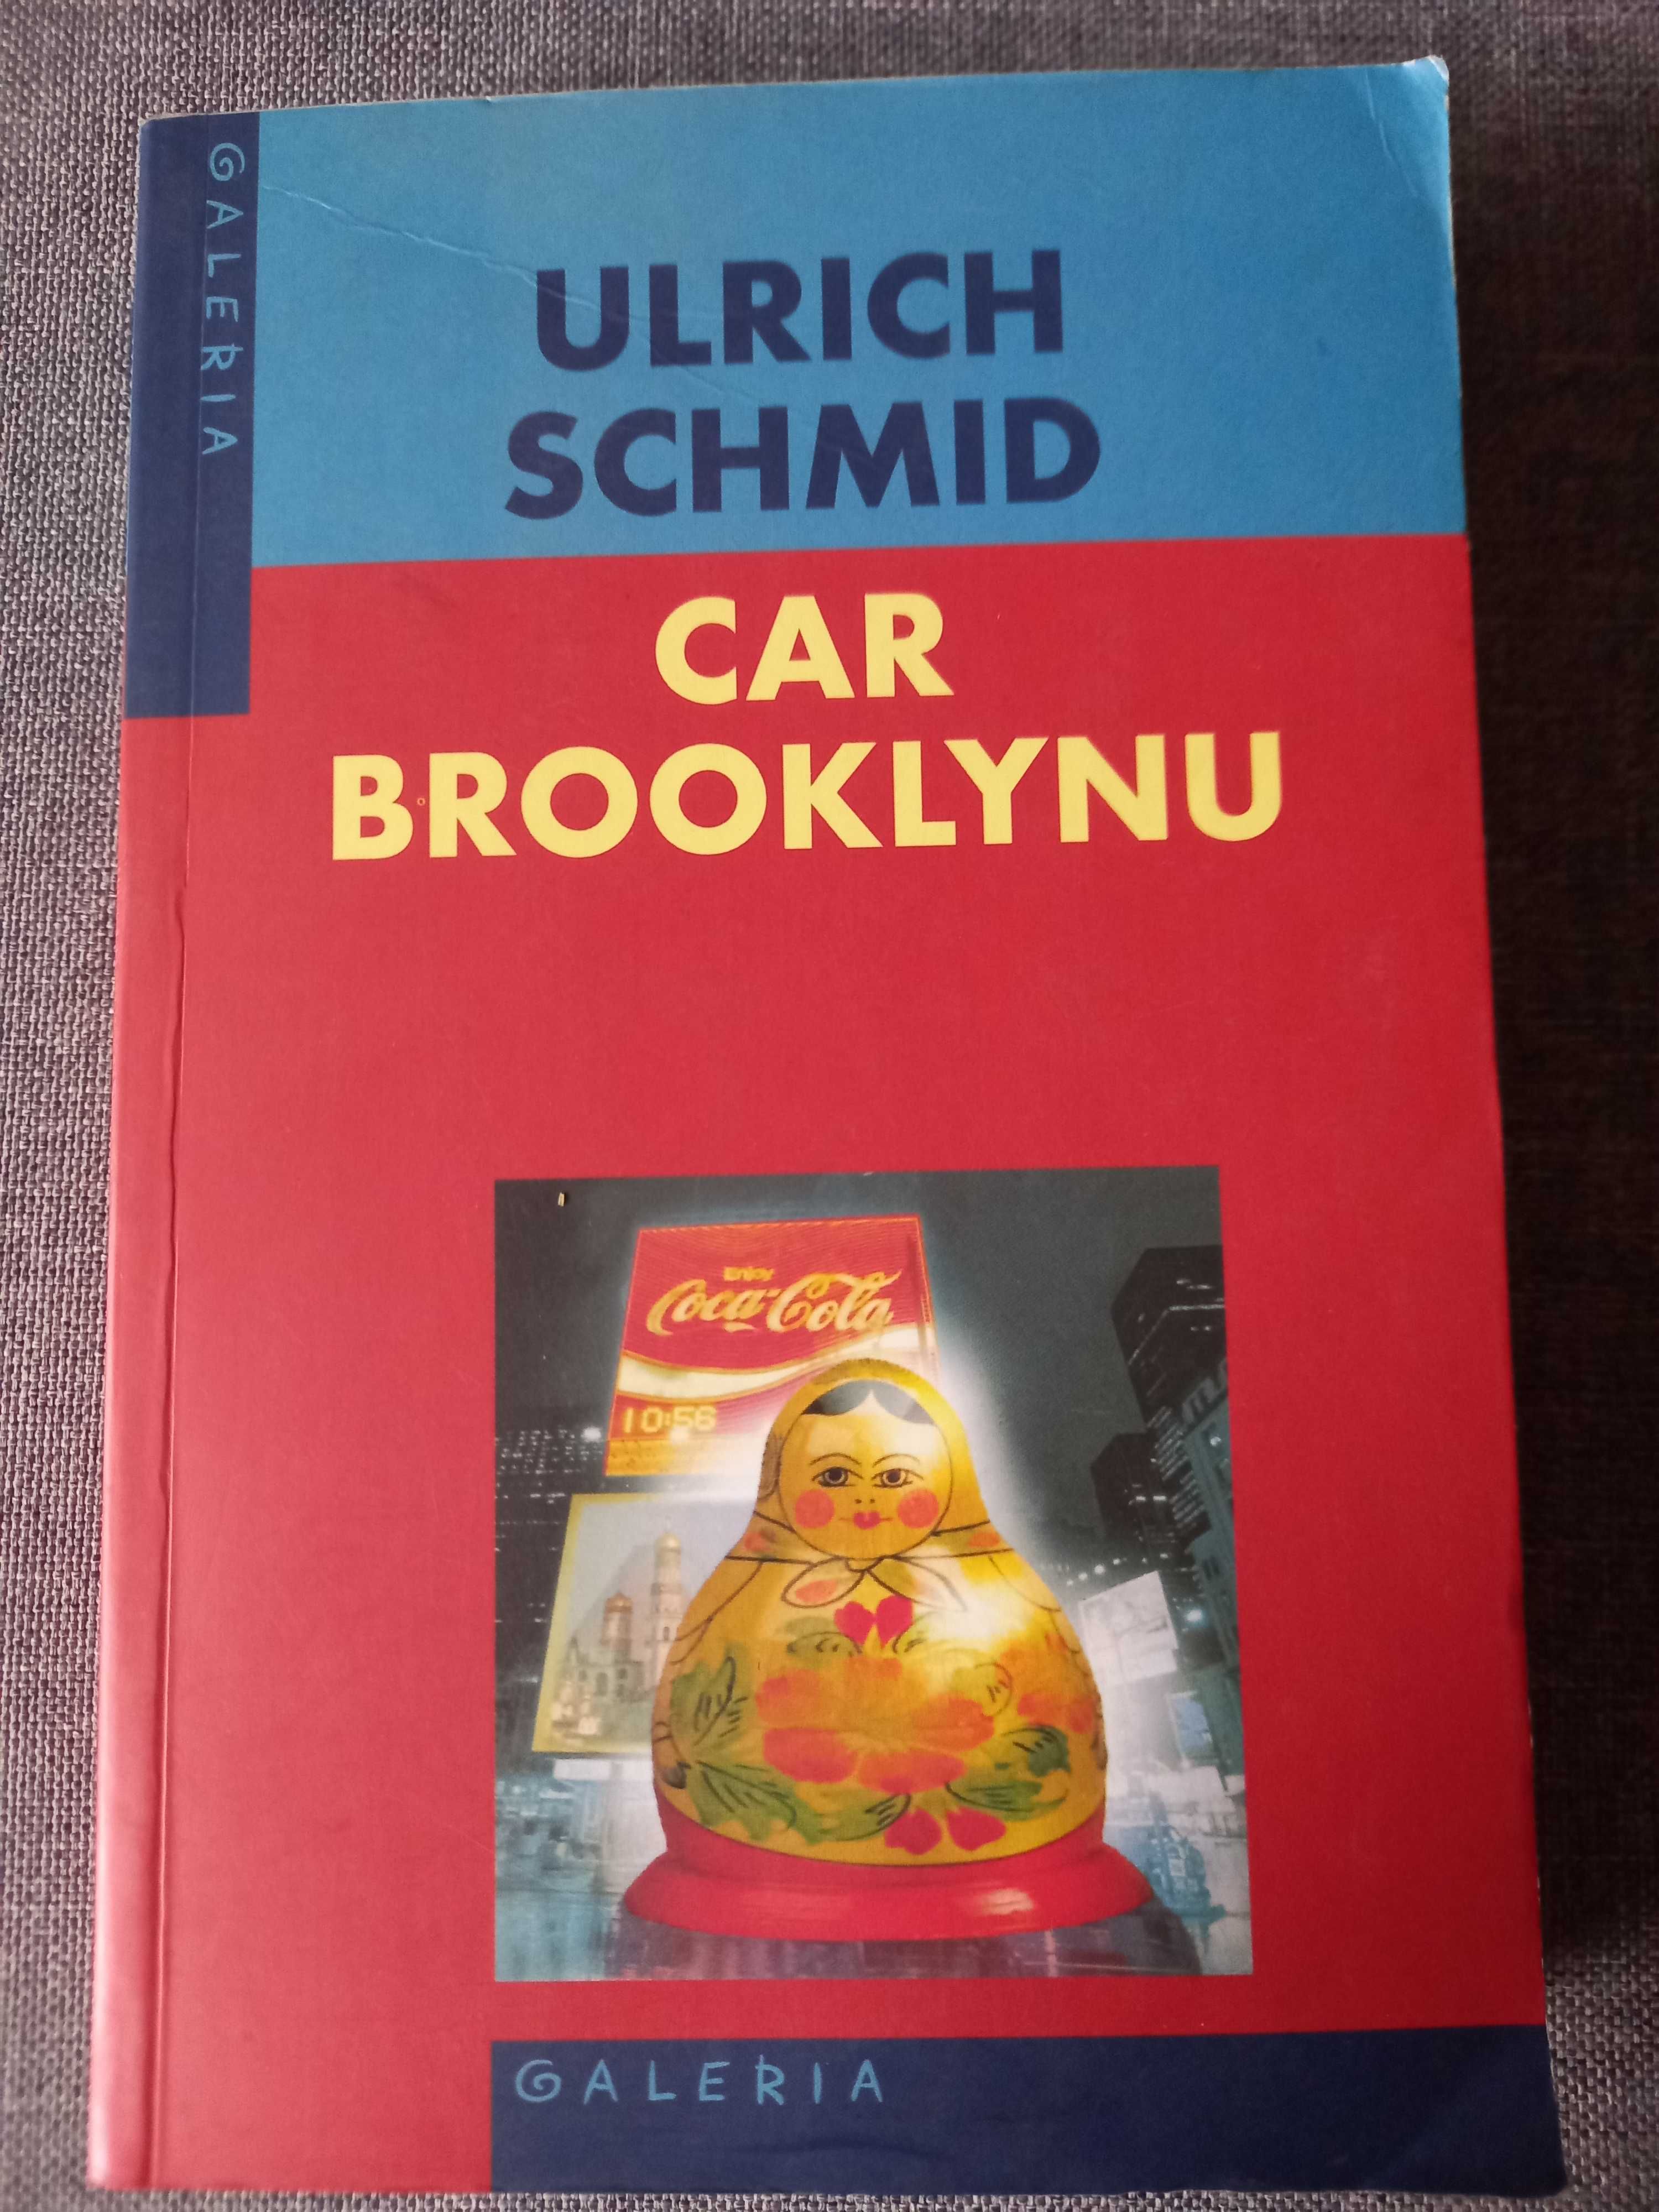 GALERIA
ULRICH
SCHMID
CAR
BROOKLYNU
Enjoy
Coca-Cola
10:56
GALERIA